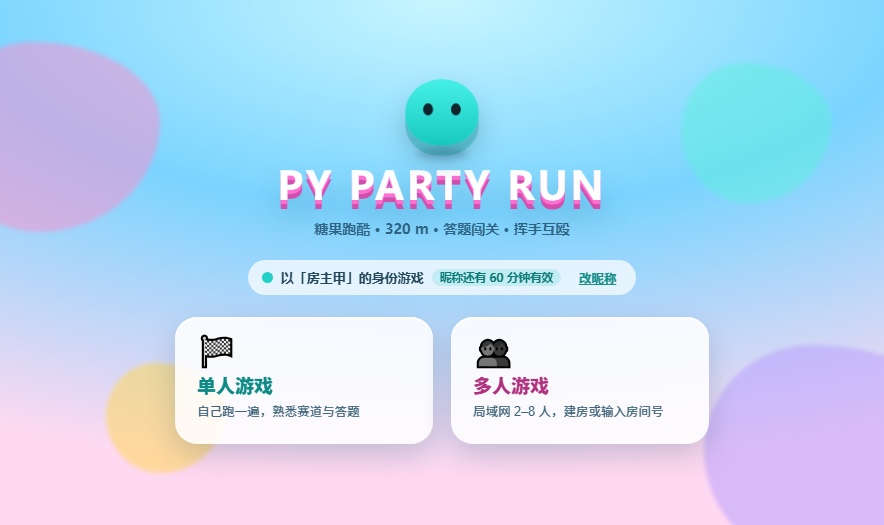 PY PARTY RUN
糖果跑酷 • 320 m • 答题闯关 • 挥手互殴
以「房主甲」的身份游戏 昵称还有 60 分钟有效 改昵称
单人游戏
自己跑一遍，熟悉赛道与答题
多人游戏
局域网 2–8 人，建房或输入房间号